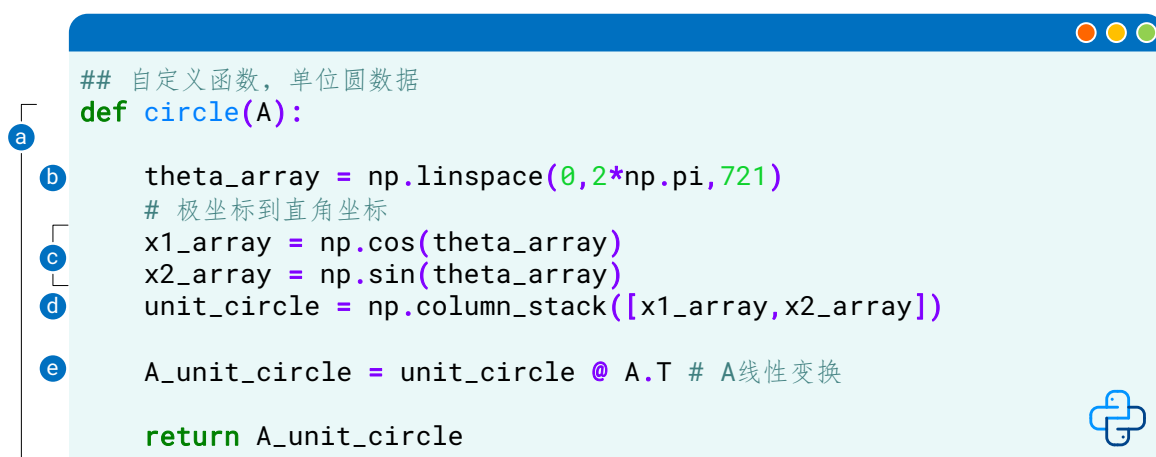 ## 自定义函数，单位圆数据
def circle(A):
a
b
theta_array = np.linspace(0,2*np.pi,721)
# 极坐标到直角坐标
x1_array = np.cos(theta_array)
c
x2_array = np.sin(theta_array)
d
unit_circle = np.column_stack([x1_array,x2_array])
e
A_unit_circle = unit_circle @ A.T # A线性变换
return A_unit_circle